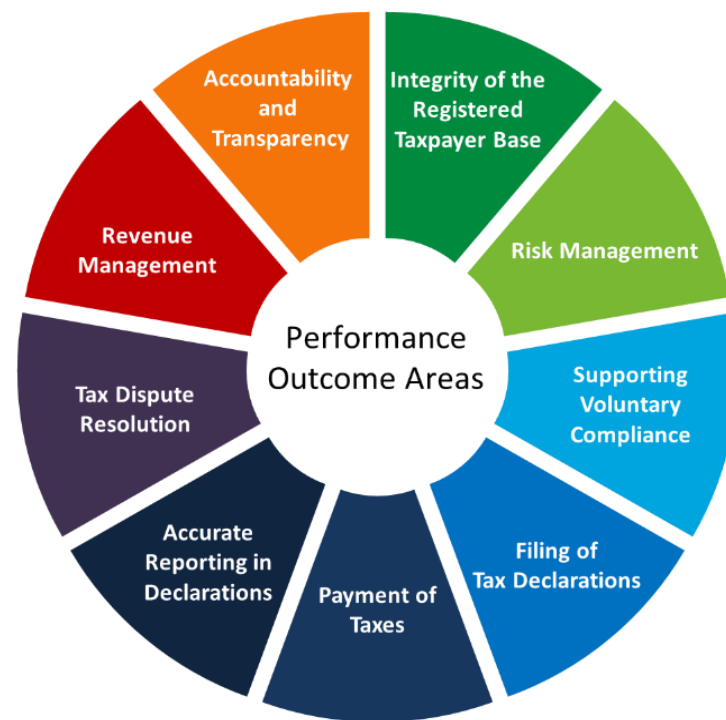 Performance
Outcome Areas
Integrity of the
Registered
Taxpayer Base
Risk Management
Supporting
Voluntary
Compliance
Filing of
Tax Declarations
Payment of
Taxes
Accurate
Reporting in
Declarations
Tax Dispute
Resolution
Revenue
Management
Accountability
and
Transparency